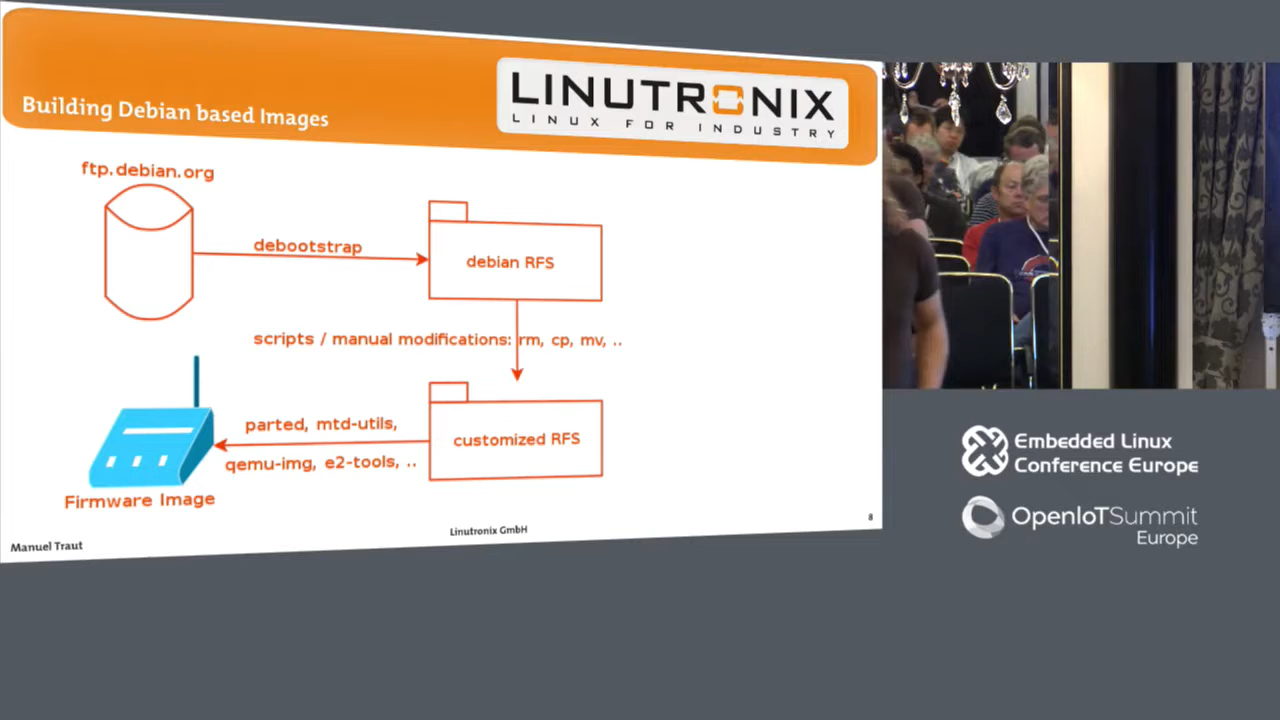 Building Debian based Images
LINUTRONIX
LINUX FOR INDUSTRY
ftp.debian.org
debootstrap
debian RFS
scripts / manual modifications: rm, cp, mv, ..
parted, mtd-utils,
qemu-img, e2-tools, ..
customized RFS
Firmware Image
Manuel Traut
Linutronix GmbH
8
Embedded Linux
Conference Europe
OpenIoTSummit
Europe